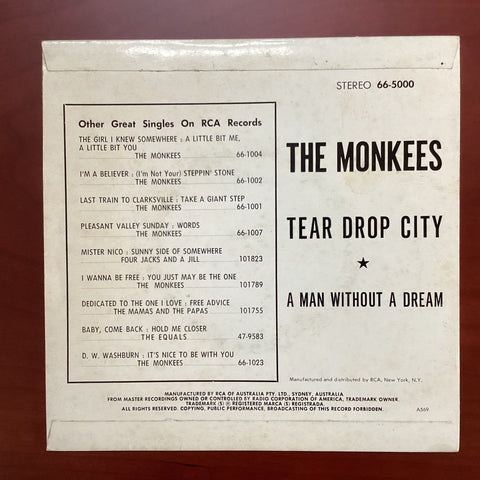 STEREO 66-5000
Other Great Singles On RCA Records
THE GIRL I KNEW SOMEWHERE : A LITTLE BIT ME,
A LITTLE BIT YOU
THE MONKEES 66-1004
I'M A BELIEVER : (I'm Not Your) STEPPIN' STONE
THE MONKEES 66-1002
LAST TRAIN TO CLARKSVILLE : TAKE A GIANT STEP
THE MONKEES 66-1001
PLEASANT VALLEY SUNDAY : WORDS
THE MONKEES 66-1007
MISTER NICO : SUNNY SIDE OF SOMEWHERE
FOUR JACKS AND A JILL 101823
I WANNA BE FREE : YOU JUST MAY BE THE ONE
THE MONKEES 101789
DEDICATED TO THE ONE I LOVE : FREE ADVICE
THE MAMAS AND THE PAPAS 101755
BABY, COME BACK : HOLD ME CLOSER
THE EQUALS 47-9583
D. W. WASHBURN : IT'S NICE TO BE WITH YOU
THE MONKEES 66-1023
THE MONKEES
TEAR DROP CITY
★
A MAN WITHOUT A DREAM
Manufactured and distributed by RCA, New York, N.Y.
MANUFACTURED BY RCA OF AUSTRALIA PTY. LTD., SYDNEY, AUSTRALIA
FROM MASTER RECORDINGS OWNED OR CONTROLLED BY RADIO CORPORATION OF AMERICA, TRADEMARK OWNER.
TRADEMARK (S) ® REGISTERED MARCA (S) REGISTRADA.
ALL RIGHTS RESERVED. COPYING, PUBLIC PERFORMANCE, BROADCASTING OF THIS RECORD FORBIDDEN.
A569